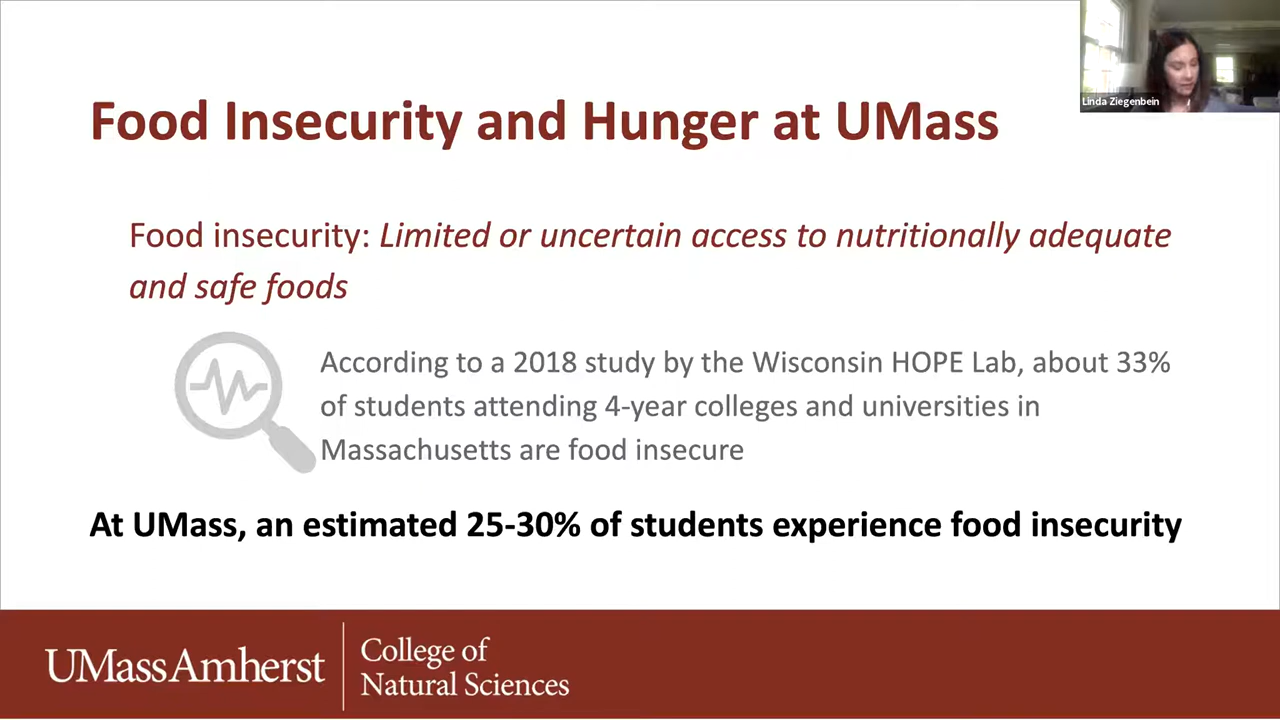 Linda Ziegenbein
Food Insecurity and Hunger at UMass
Food insecurity: Limited or uncertain access to nutritionally adequate
and safe foods
According to a 2018 study by the Wisconsin HOPE Lab, about 33%
of students attending 4-year colleges and universities in
Massachusetts are food insecure
At UMass, an estimated 25-30% of students experience food insecurity
UMassAmherst
College of
Natural Sciences